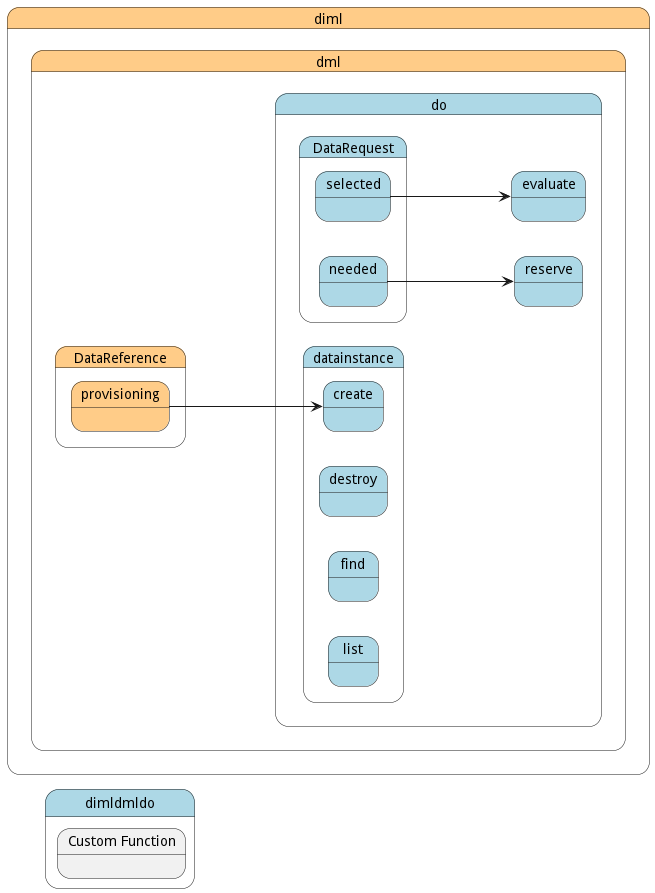 diml
dml
do
DataRequest
selected
evaluate
needed
reserve
DataReference
provisioning
datainstance
create
destroy
find
list
dimldmldo
Custom Function